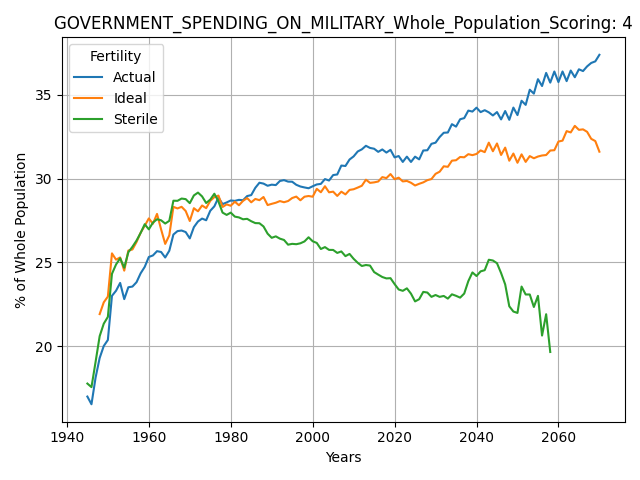 GOVERNMENT_SPENDING_ON_MILITARY_Whole_Population_Scoring: 4
Fertility
Actual
Ideal
Sterile
% of Whole Population
35
30
25
20
1940
1960
1980
2000
2020
2040
2060
Years